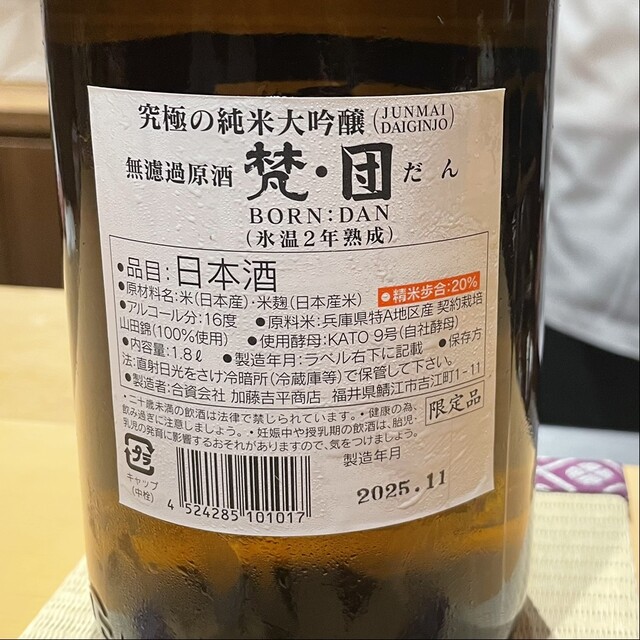 究極の純米大吟醸(JUNMAI DAIGINJO)
無濾過原酒 梵・団 だん
BORN:DAN
(氷温2年熟成)
●品目:日本酒
●原材料名:米(日本産)・米麹(日本産米) ●精米歩合:20%
●アルコール分:16度 ●原料米:兵庫県特A地区産 契約栽培
山田錦(100%使用) ●使用酵母:KATO 9号(自社酵母)
●内容量:1.8ℓ ●製造年月:ラベル右下に記載 ●保存方
法:直射日光をさけ冷暗所(冷蔵庫等)で保管して下さい。
●製造者:合資会社 加藤吉平商店 福井県鯖江市吉江町1-11
・二十歳未満の飲酒は法律で禁じられています。・健康の為、
飲み過ぎに注意しましょう。・妊娠中や授乳期の飲酒は、胎児・
乳児の発育に影響するおそれがありますので、気をつけましょう。
限定品
プラ
キャップ
(中栓)
4 524285 101017
製造年月
2025.11